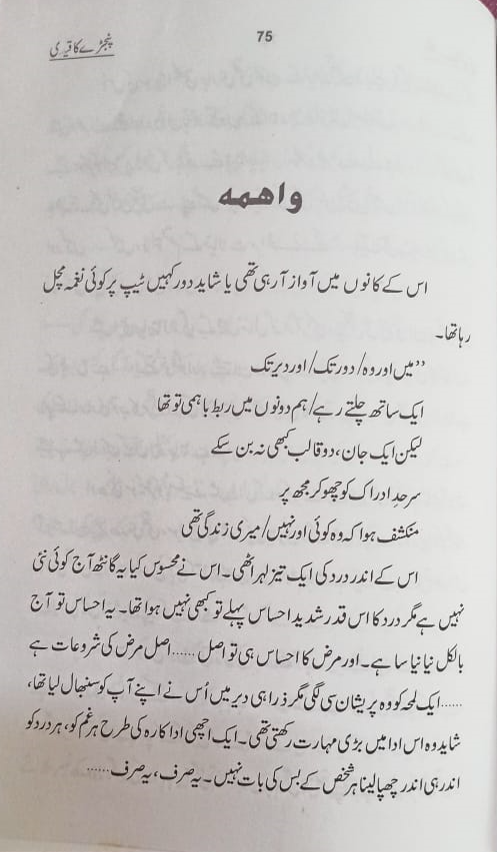 پنجرے کا قیدی
75
واهمه
اس کے کانوں میں آواز آ رہی تھی یا شاید دور کہیں ٹیپ پر کوئی نغمہ مچل
رہا تھا۔
”میں اور وہ/ دور تک/ اور دیر تک
ایک ساتھ چلتے رہے/ ہم دونوں میں ربط باہمی تو تھا
لیکن ایک جان، دو قالب کبھی نہ بن سکے
سرحدِ ادراک کو چھو کر مجھ پر
منکشف ہوا کہ وہ کوئی اور نہیں/ میری زندگی تھی
اس کے اندر درد کی ایک تیز لہر اٹھی۔ اس نے محسوس کیا یہ گانٹھ آج کوئی نئی
نہیں ہے مگر درد کا اس قدر شدید احساس پہلے تو کبھی نہیں ہوا تھا۔ یہ احساس تو آج
بالکل نیا نیا سا ہے۔ اور مرض کا احساس ہی تو اصل ...... اصل مرض کی شروعات ہے
...... ایک لمحہ کو وہ پریشان سی لگی مگر ذرا ہی دیر میں اُس نے اپنے آپ کو سنبھال لیا تھا،
شاید وہ اس ادا میں بڑی مہارت رکھتی تھی۔ ایک اچھی اداکارہ کی طرح ہر غم کو، ہر درد کو
اندر ہی اندر چھپا لینا ہر شخص کے بس کی بات نہیں۔ یہ صرف، یہ صرف ......